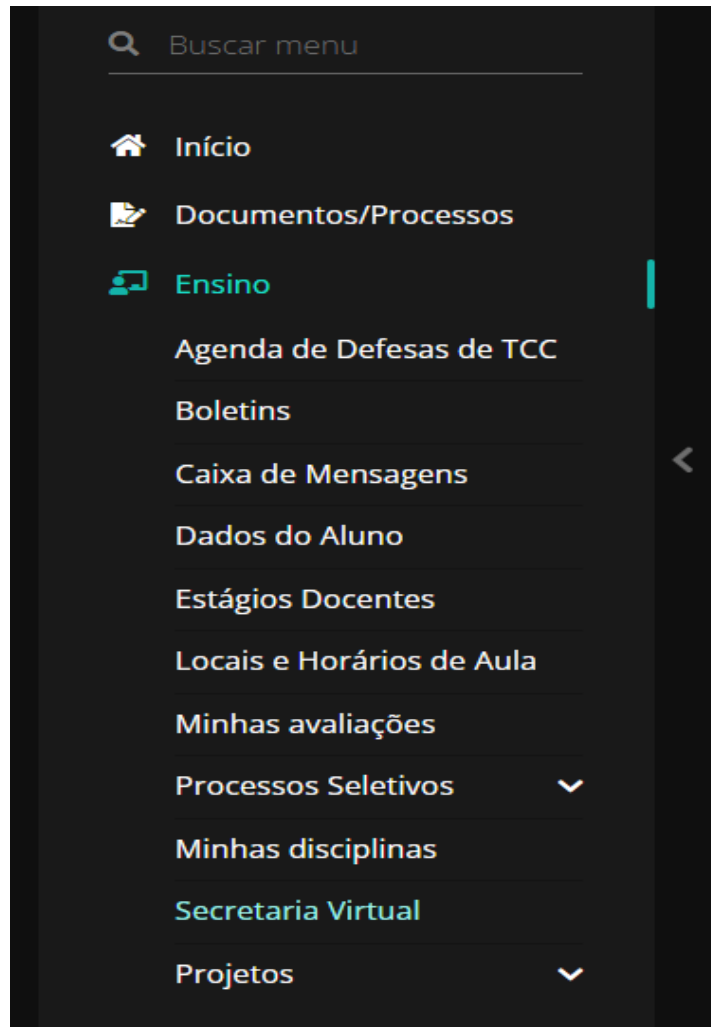 Buscar menu
Início
Documentos/Processos
Ensino
Agenda de Defesas de TCC
Boletins
Caixa de Mensagens
Dados do Aluno
Estágios Docentes
Locais e Horários de Aula
Minhas avaliações
Processos Seletivos
Minhas disciplinas
Secretaria Virtual
Projetos